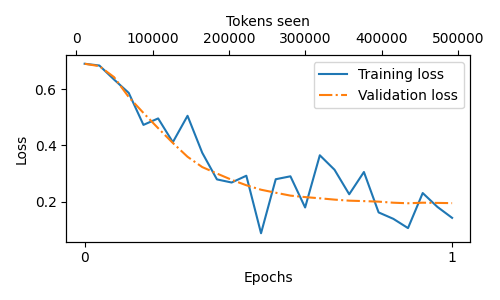 Tokens seen
0 100000 200000 300000 400000 500000
Training loss
Validation loss
0.6
0.4
0.2
Loss
0 1
Epochs